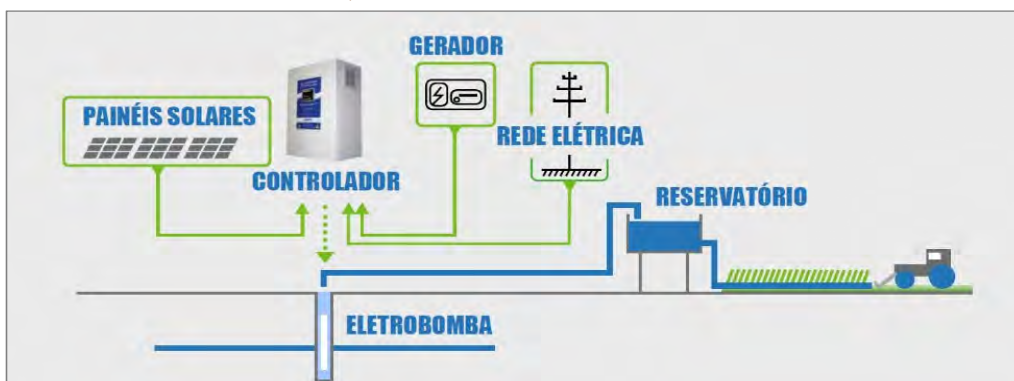 GERADOR
PAINÉIS SOLARES
REDE ELÉTRICA
CONTROLADOR
RESERVATÓRIO
ELETROBOMBA